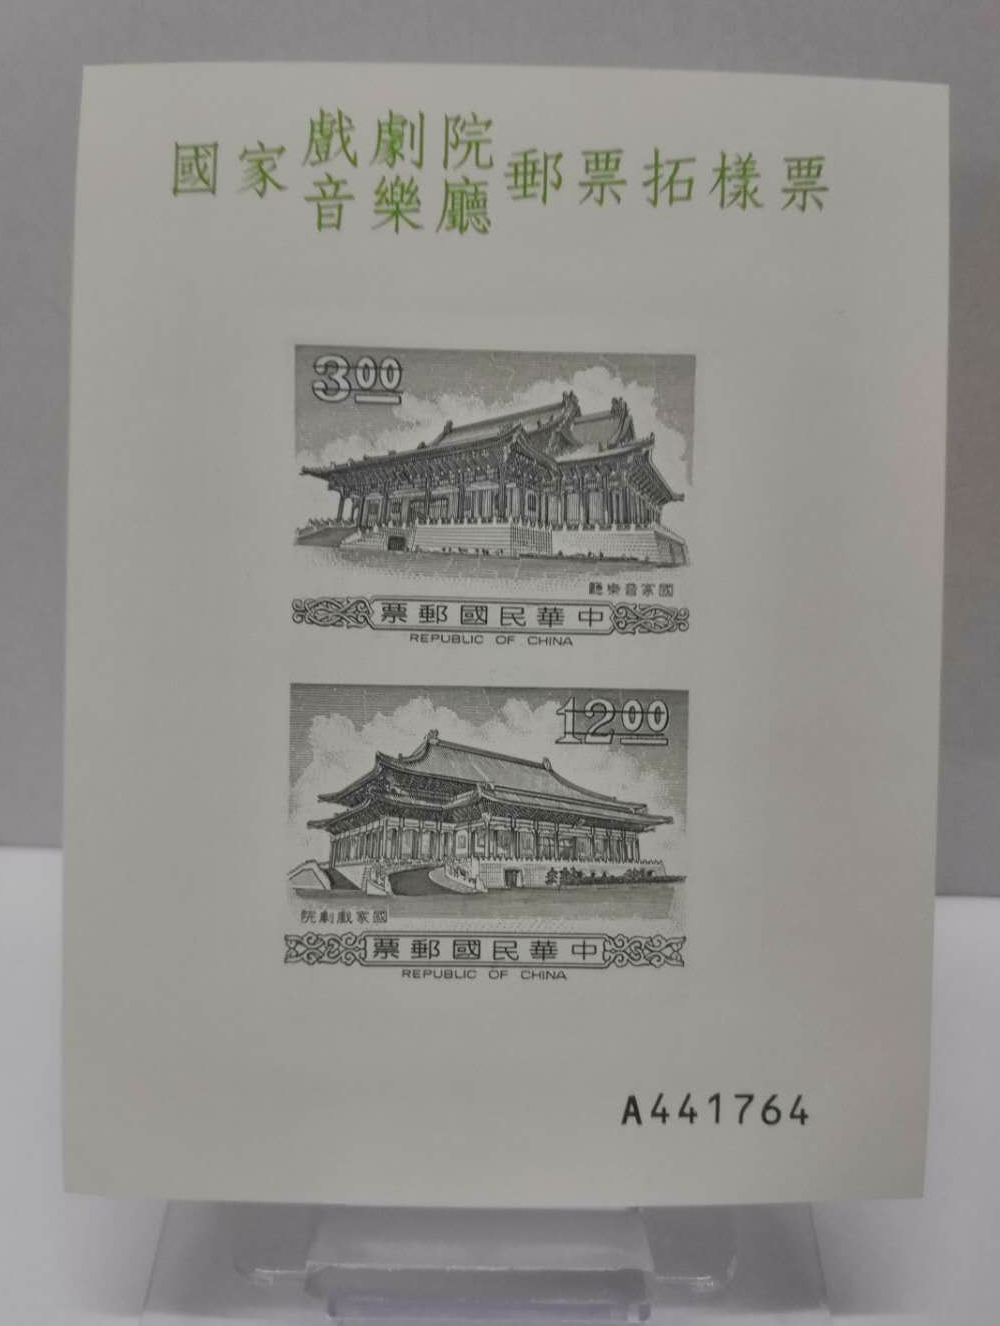 國家戲劇院音樂廳郵票拓樣票
3.00
廳樂音家國
票郵國民華中
REPUBLIC OF CHINA
12.00
院劇戲家國
票郵國民華中
REPUBLIC OF CHINA
A441764